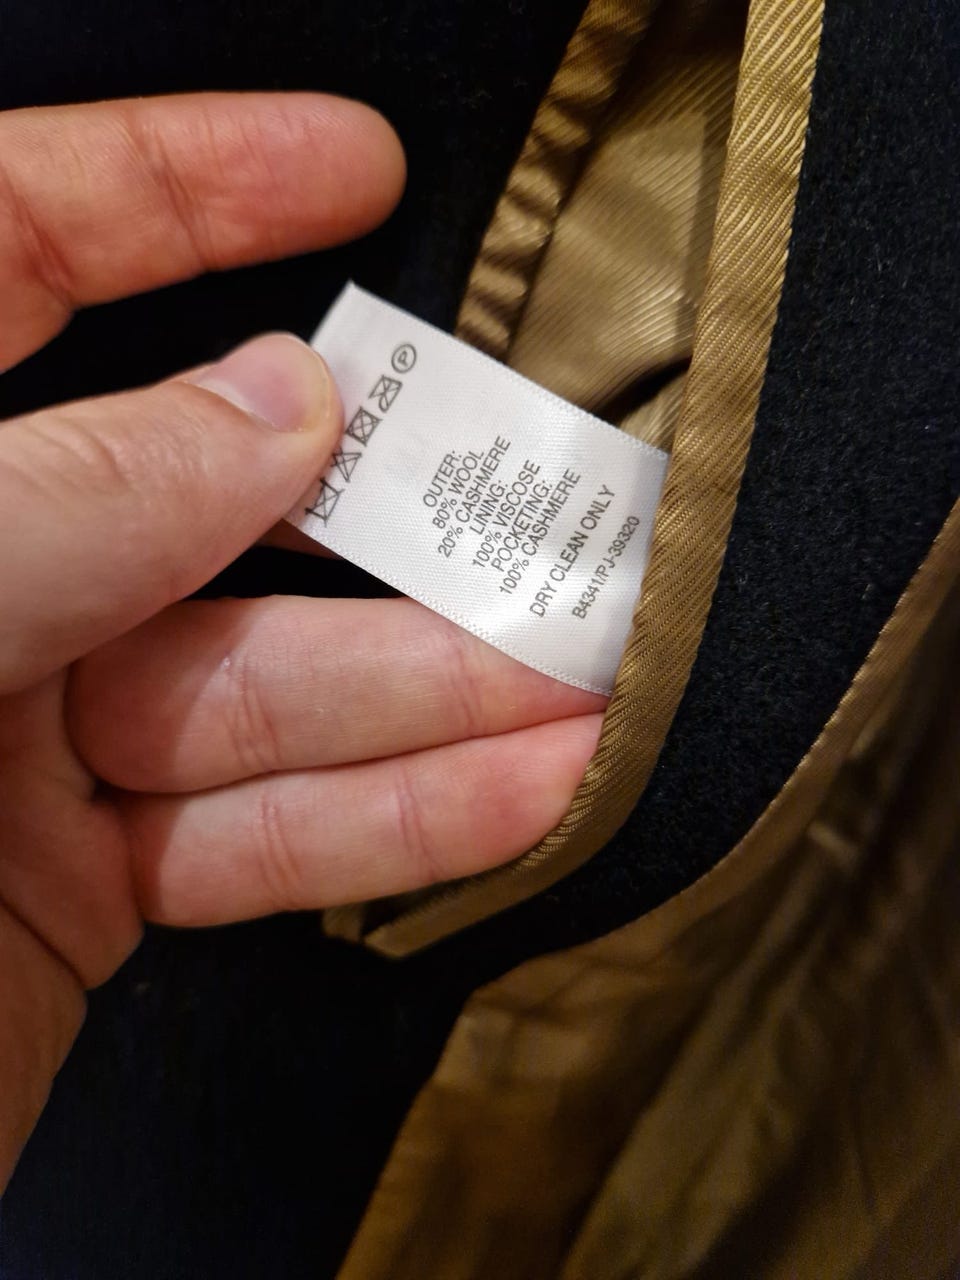 P
OUTER:
80% WOOL
20% CASHMERE
LINING:
100% VISCOSE
POCKETING:
100% CASHMERE
DRY CLEAN ONLY
B4341/PJ-39320